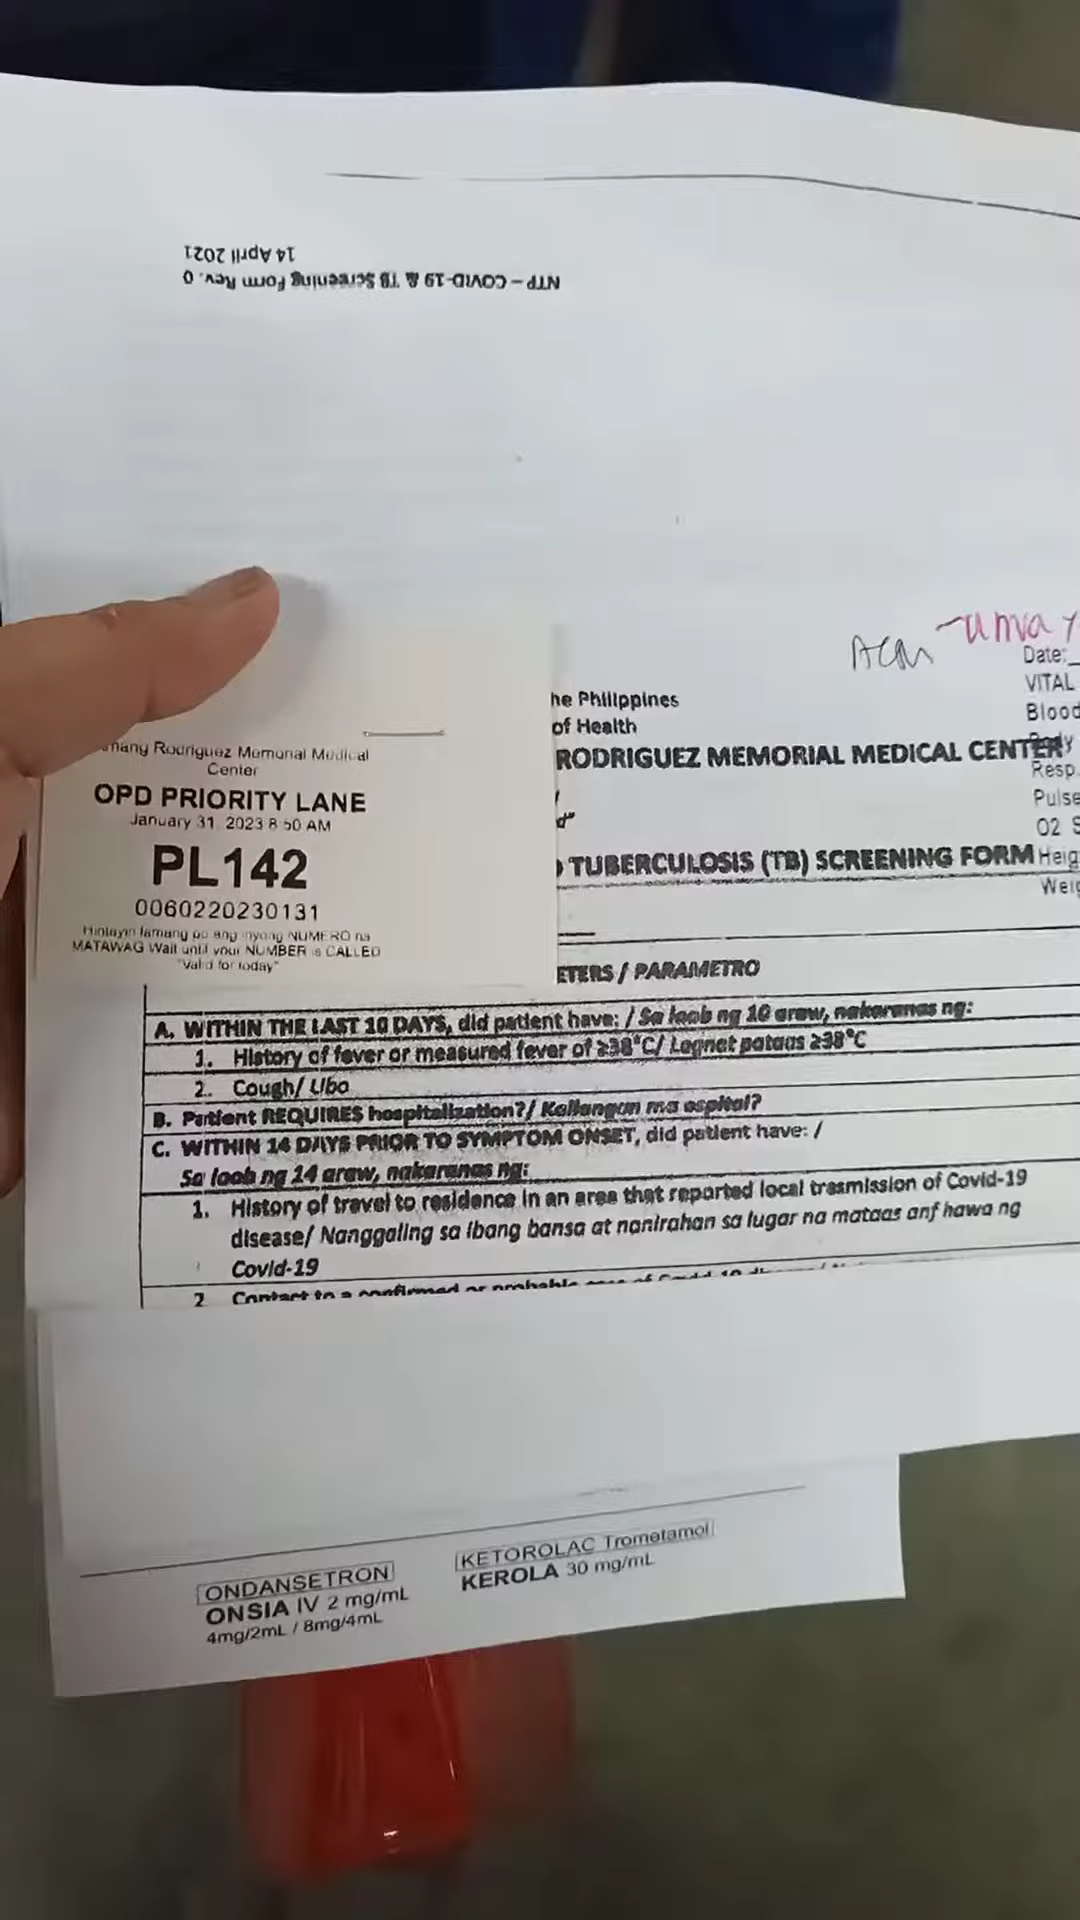 NTP – COVID-19 & TB Screening Form Rev. 0
14 April 2021
Date:
VITAL
he Philippines
of Health
Blood
RODRIGUEZ MEMORIAL MEDICAL CENTER
Resp.
Pulse
d"
O2 S
TUBERCULOSIS (TB) SCREENING FORM
Heig
Weig
ETERS / PARAMETRO
mang Rodriguez Memorial Medical
Center
OPD PRIORITY LANE
January 31, 2023 8:50 AM
PL142
0060220230131
Hintayin lamang po ang inyong NUMERO na
MATAWAG Wait until your NUMBER is CALLED
"Valid for today"
A. WITHIN THE LAST 10 DAYS, did patient have: / Sa loob ng 10 araw, nakaranas ng:
1. History of fever or measured fever of ≥38°C/ Lagnat pataas ≥38°C
2. Cough/ Ubo
B. Patient REQUIRES hospitalization?/ Kailangan ma ospital?
C. WITHIN 14 DAYS PRIOR TO SYMPTOM ONSET, did patient have: /
Sa loob ng 14 araw, nakaranas ng:
1. History of travel to residence in an area that reported local trasmission of Covid-19
disease/ Nanggaling sa ibang bansa at nanirahan sa lugar na mataas anf hawa ng
Covid-19
2 Contact to a confirmed or probable case of Covid-19
ONDANSETRON
ONSIA IV 2 mg/mL
4mg/2mL / 8mg/4mL
KETOROLAC Trometamol
KEROLA 30 mg/mL